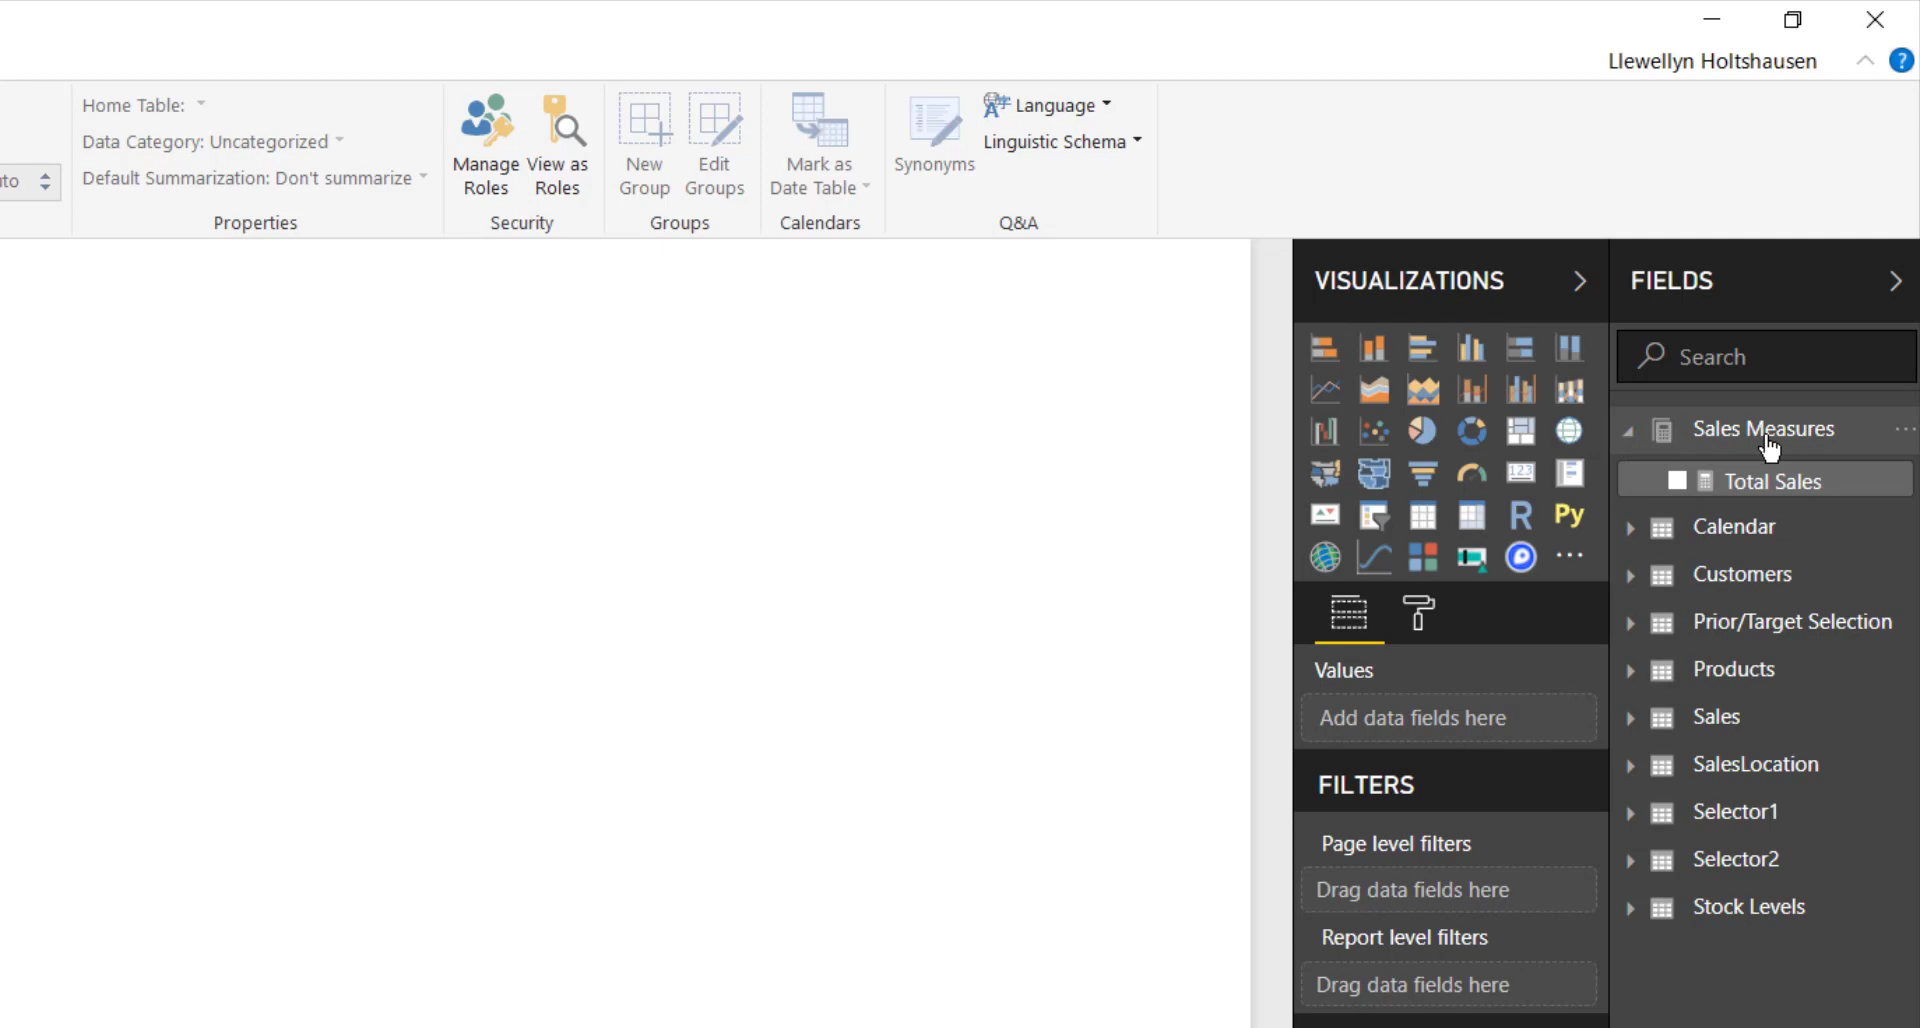 Llewellyn Holtshausen
?
Home Table:
Data Category: Uncategorized
Default Summarization: Don't summarize
Properties
Manage Roles
View as Roles
Security
New Group
Edit Groups
Groups
Mark as Date Table
Calendars
Synonyms
Language
Linguistic Schema
Q&A
VISUALIZATIONS
FIELDS
Search
Sales Measures
Total Sales
Calendar
Customers
Prior/Target Selection
Products
Sales
SalesLocation
Selector1
Selector2
Stock Levels
123
R
Py
Values
Add data fields here
FILTERS
Page level filters
Drag data fields here
Report level filters
Drag data fields here